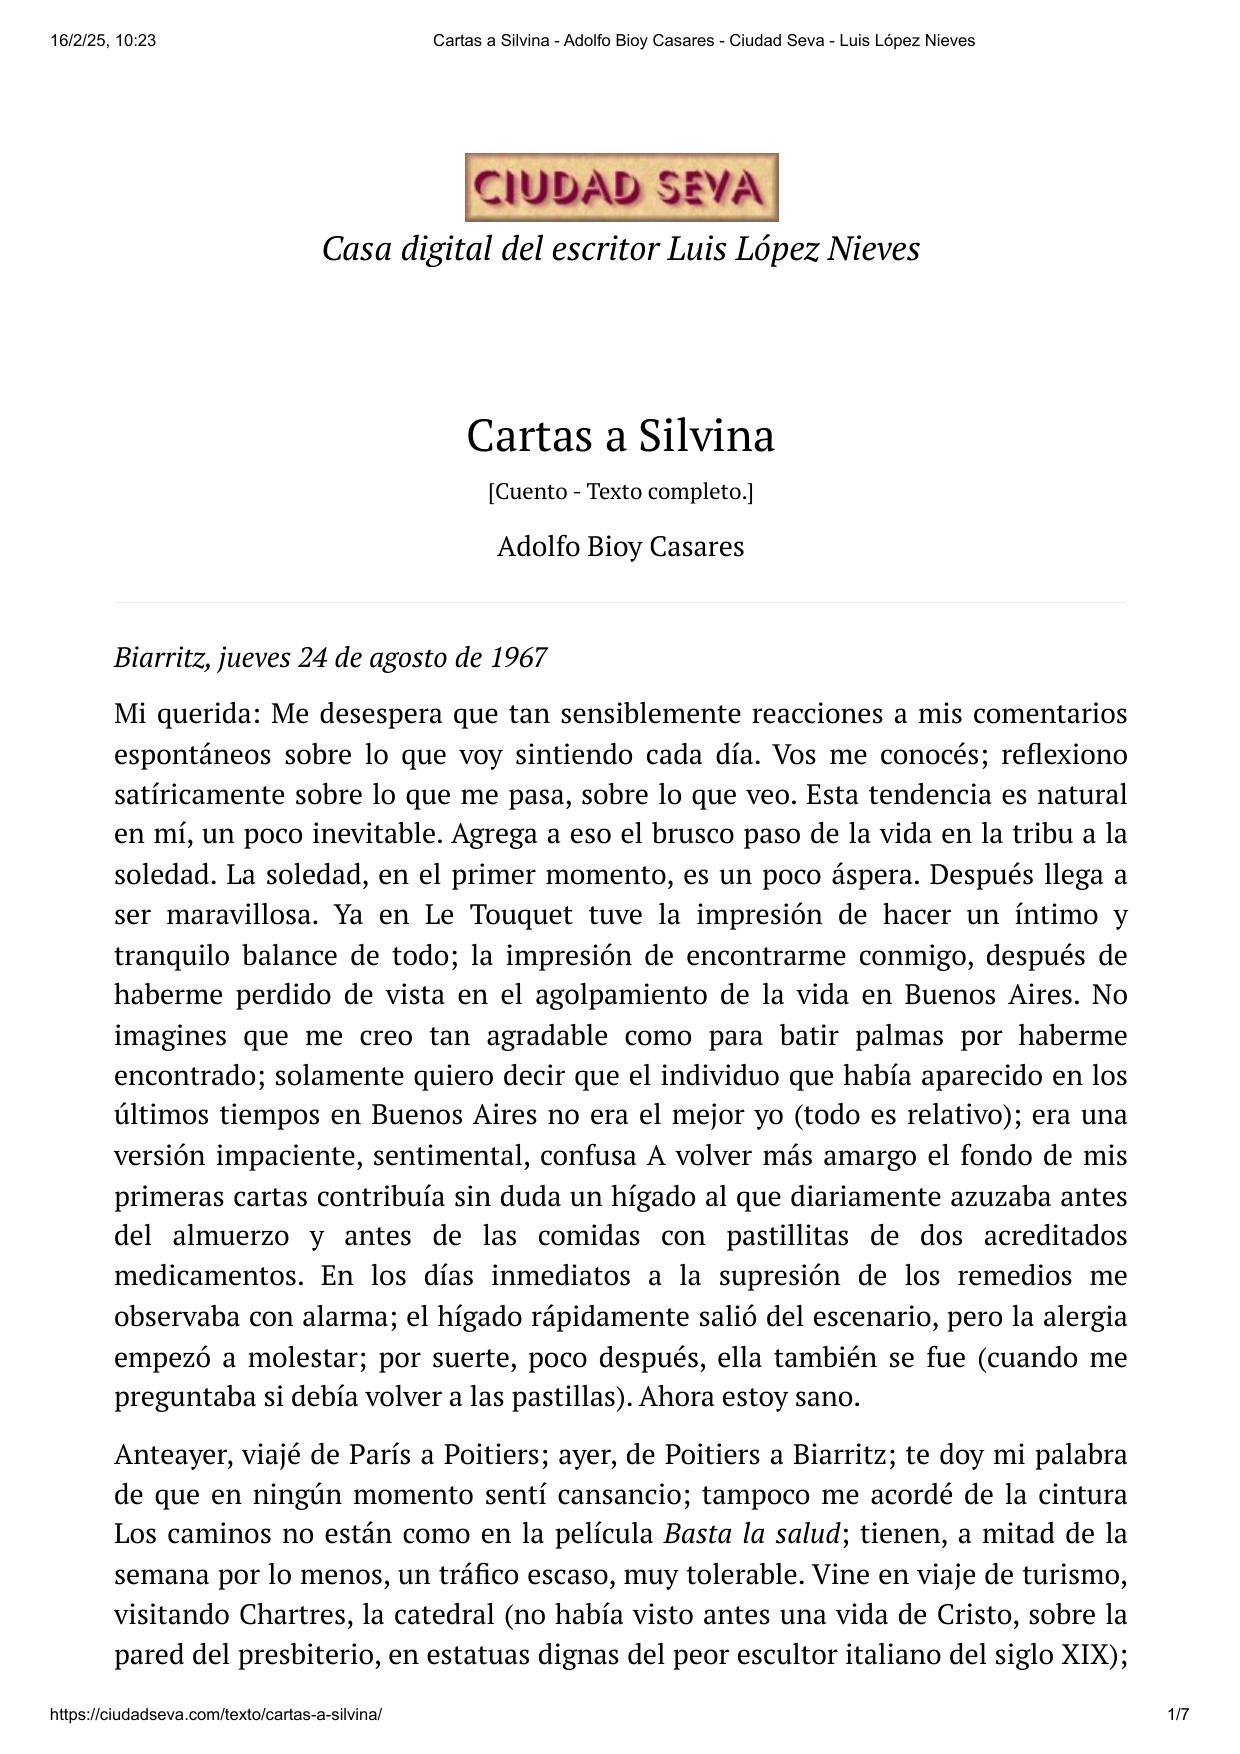 16/2/25, 10:23
Cartas a Silvina - Adolfo Bioy Casares - Ciudad Seva - Luis López Nieves
CIUDAD SEVA
Casa digital del escritor Luis López Nieves
Cartas a Silvina
[Cuento - Texto completo.]
Adolfo Bioy Casares
Biarritz, jueves 24 de agosto de 1967
Mi querida: Me desespera que tan sensiblemente reacciones a mis comentarios
espontáneos sobre lo que voy sintiendo cada día. Vos me conocés; reflexiono
satíricamente sobre lo que me pasa, sobre lo que veo. Esta tendencia es natural
en mí, un poco inevitable. Agrega a eso el brusco paso de la vida en la tribu a la
soledad. La soledad, en el primer momento, es un poco áspera. Después llega a
ser maravillosa. Ya en Le Touquet tuve la impresión de hacer un íntimo y
tranquilo balance de todo; la impresión de encontrarme conmigo, después de
haberme perdido de vista en el agolpamiento de la vida en Buenos Aires. No
imagines que me creo tan agradable como para batir palmas por haberme
encontrado; solamente quiero decir que el individuo que había aparecido en los
últimos tiempos en Buenos Aires no era el mejor yo (todo es relativo); era una
versión impaciente, sentimental, confusa A volver más amargo el fondo de mis
primeras cartas contribuía sin duda un hígado al que diariamente azuzaba antes
del almuerzo y antes de las comidas con pastillitas de dos acreditados
medicamentos. En los días inmediatos a la supresión de los remedios me
observaba con alarma; el hígado rápidamente salió del escenario, pero la alergia
empezó a molestar; por suerte, poco después, ella también se fue (cuando me
preguntaba si debía volver a las pastillas). Ahora estoy sano.
Anteayer, viajé de París a Poitiers; ayer, de Poitiers a Biarritz; te doy mi palabra
de que en ningún momento sentí cansancio; tampoco me acordé de la cintura
Los caminos no están como en la película Basta la salud; tienen, a mitad de la
semana por lo menos, un tráfico escaso, muy tolerable. Vine en viaje de turismo,
visitando Chartres, la catedral (no había visto antes una vida de Cristo, sobre la
pared del presbiterio, en estatuas dignas del peor escultor italiano del siglo XIX);
https://ciudadseva.com/texto/cartas-a-silvina/
1/7